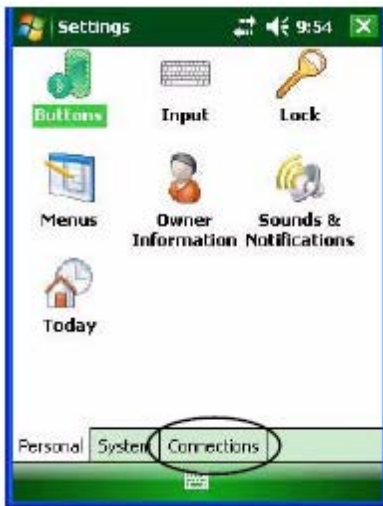 Settings 9:54
Buttons Input Lock
Menus Owner Information Sounds & Notifications
Today
Personal System Connections